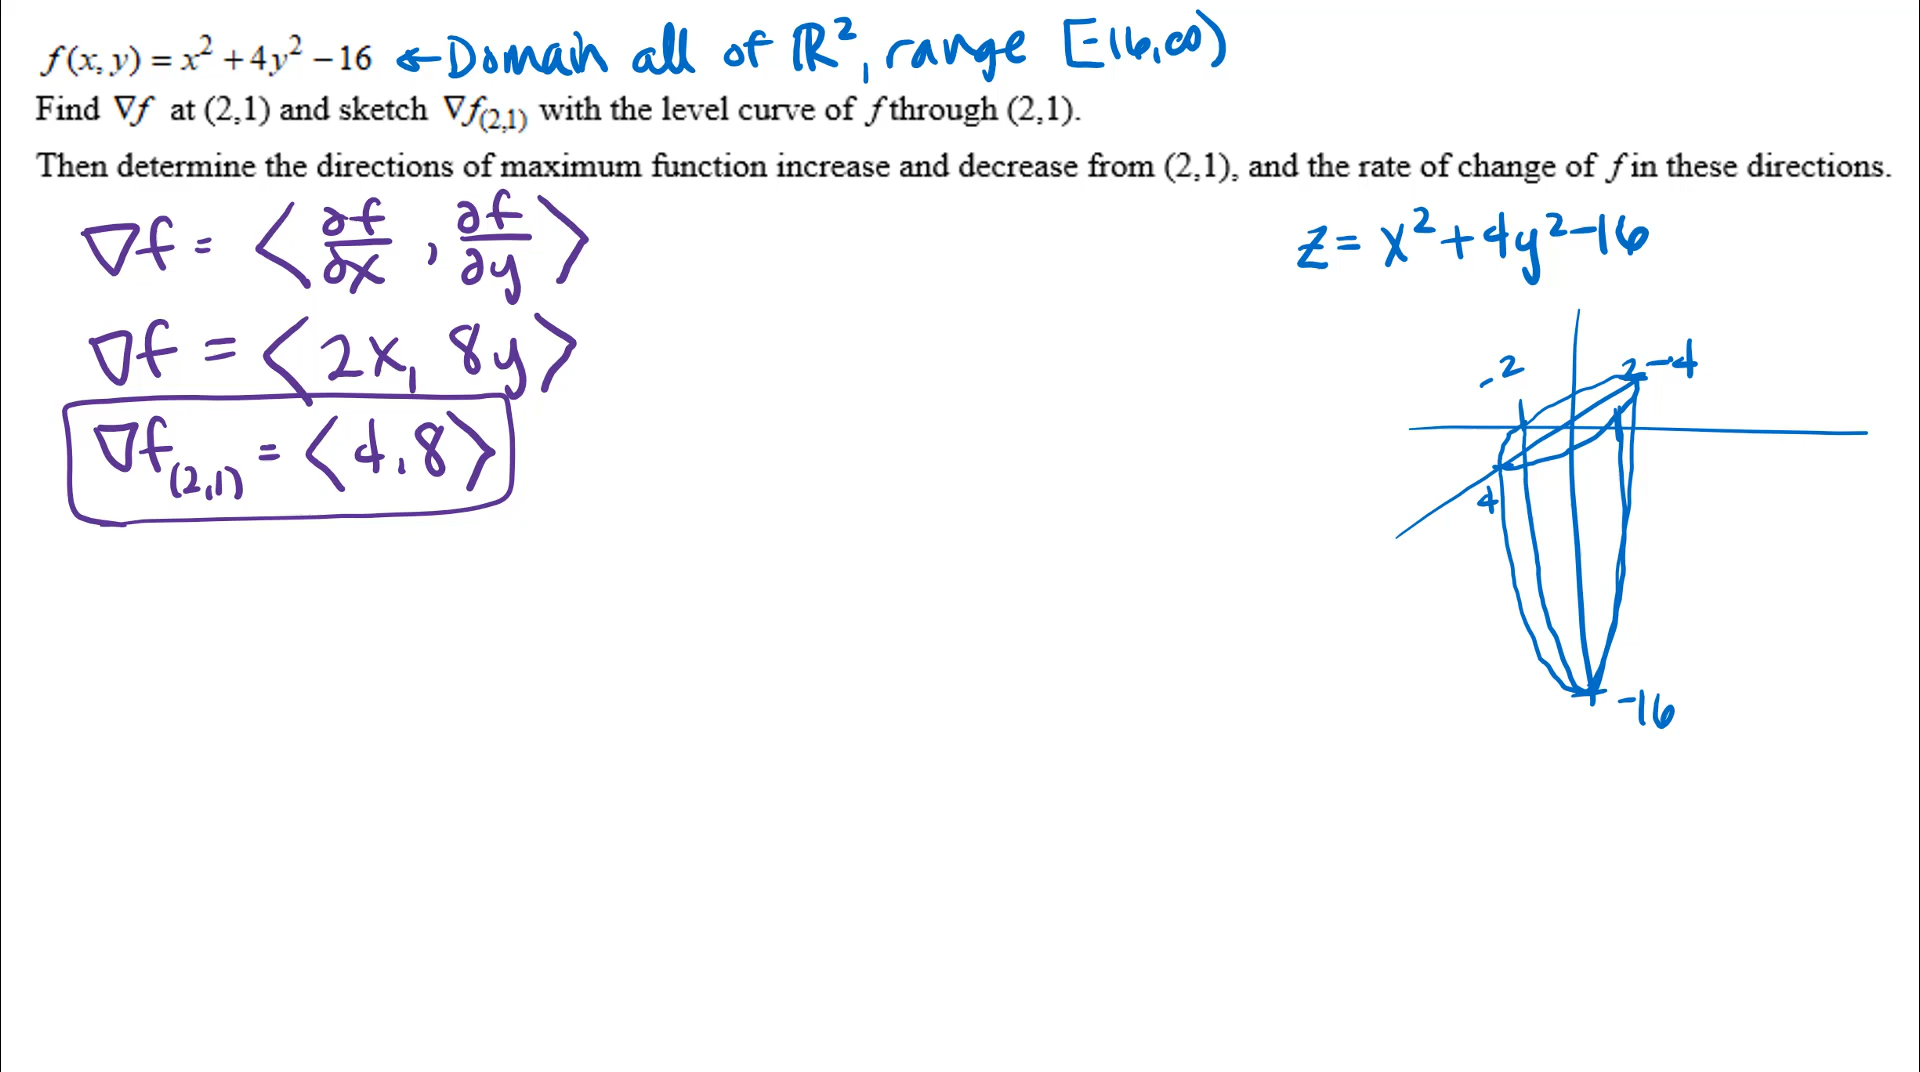 f(x, y) = x² + 4y² − 16 ← Domain all of ℝ², range [-16,∞)
Find ∇f at (2,1) and sketch ∇f₍₂,₁₎ with the level curve of f through (2,1).
Then determine the directions of maximum function increase and decrease from (2,1), and the rate of change of f in these directions.
∇f = ⟨∂f/∂x, ∂f/∂y⟩
z = x² + 4y² - 16
∇f = ⟨2x, 8y⟩
-2
2
-4
∇f₍₂,₁₎ = ⟨4, 8⟩
4
-16